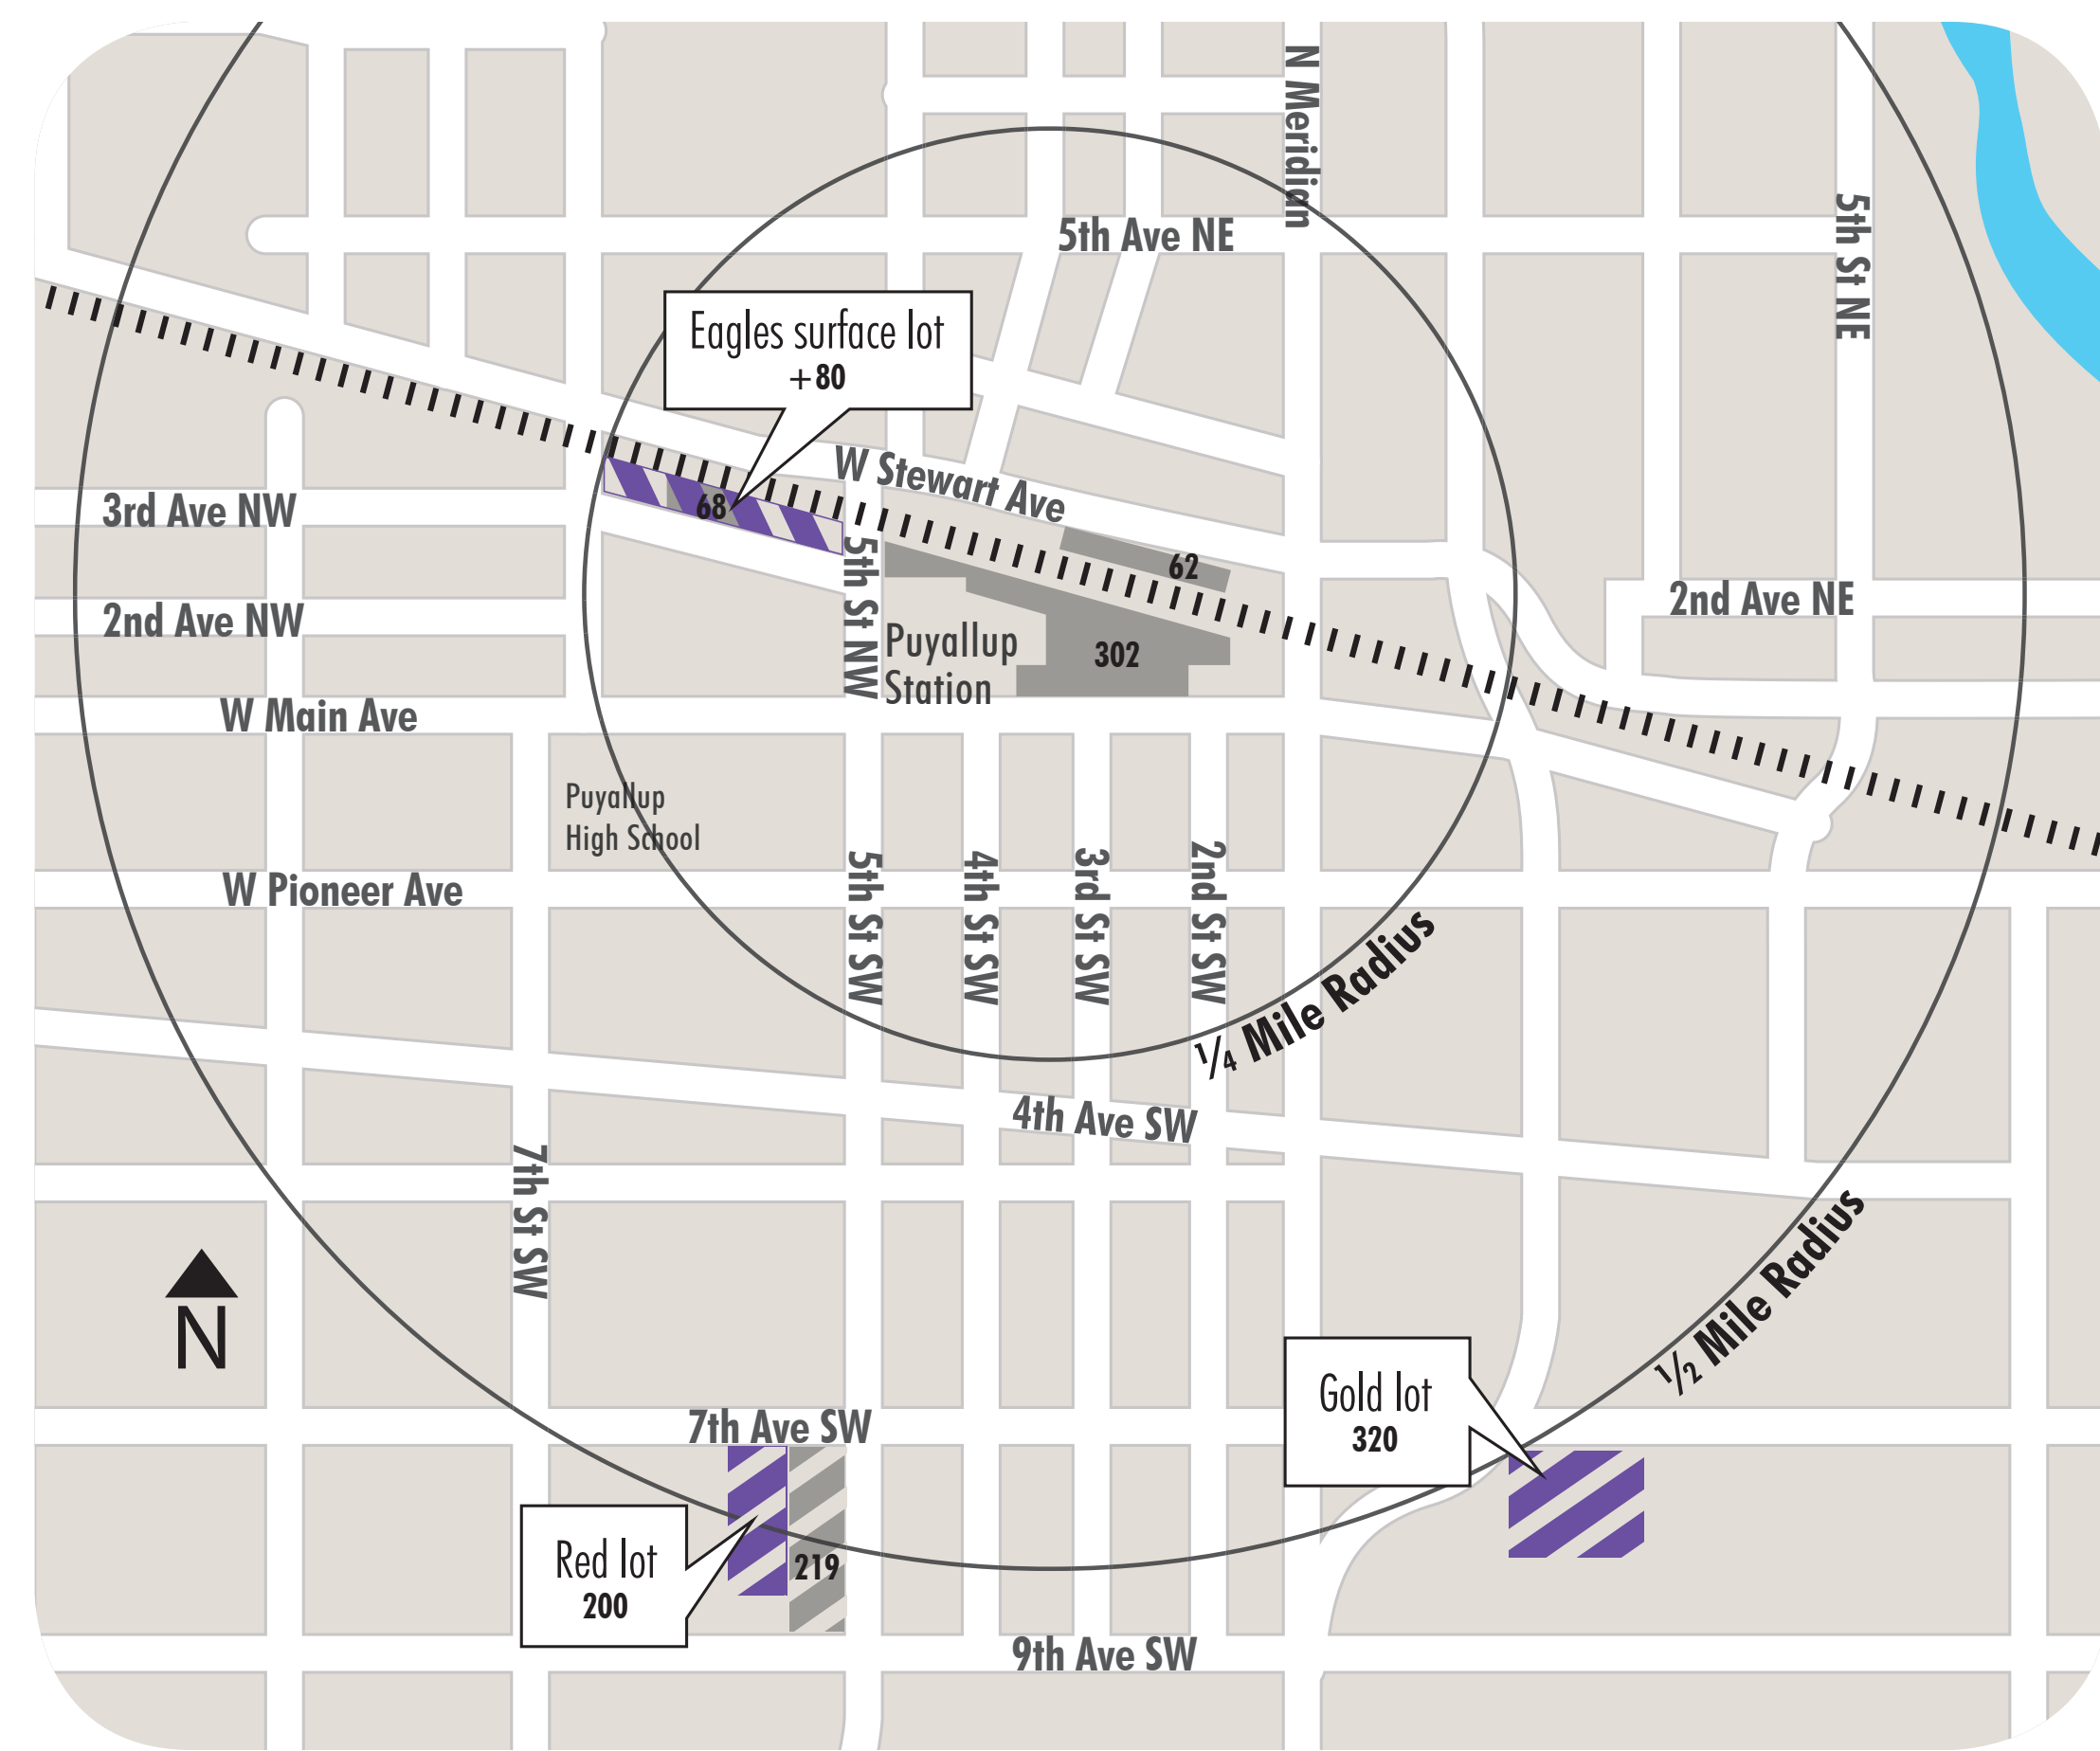 N Meridian
5th Ave NE
5th St NE
Eagles surface lot
+80
W Stewart Ave
3rd Ave NW
68
62
2nd Ave NW
5th St NW
2nd Ave NE
Puyallup
Station
302
W Main Ave
Puyallup
High School
W Pioneer Ave
5th St SW
4th St SW
3rd St SW
2nd St SW
1/4 Mile Radius
4th Ave SW
7th St SW
1/2 Mile Radius
N
Gold lot
320
7th Ave SW
Red lot
200
219
9th Ave SW